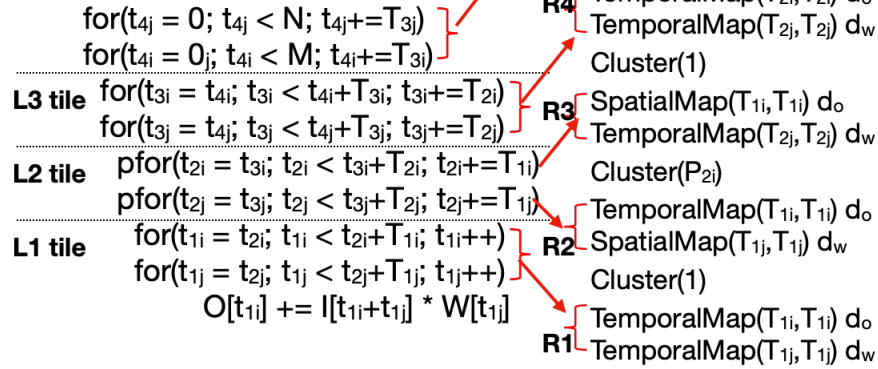 for(t4j = 0; t4j < N; t4j+=T3j)
for(t4i = 0j; t4i < M; t4i+=T3i)
L3 tile for(t3i = t4i; t3i < t4i+T3i; t3i+=T2i)
for(t3j = t4j; t3j < t4j+T3j; t3j+=T2j)
L2 tile pfor(t2i = t3i; t2i < t3i+T2i; t2i+=T1i)
pfor(t2j = t3j; t2j < t3j+T2j; t2j+=T1j)
L1 tile for(t1i = t2i; t1i < t2i+T1i; t1i++)
for(t1j = t2j; t1j < t2j+T1j; t1j++)
O[t1i] += I[t1i+t1j] * W[t1j]
R4
TemporalMap(T2i,T2i) do
TemporalMap(T2j,T2j) dw
Cluster(1)
R3
SpatialMap(T1i,T1i) do
TemporalMap(T2j,T2j) dw
Cluster(P2i)
R2
TemporalMap(T1i,T1i) do
SpatialMap(T1j,T1j) dw
Cluster(1)
R1
TemporalMap(T1i,T1i) do
TemporalMap(T1j,T1j) dw